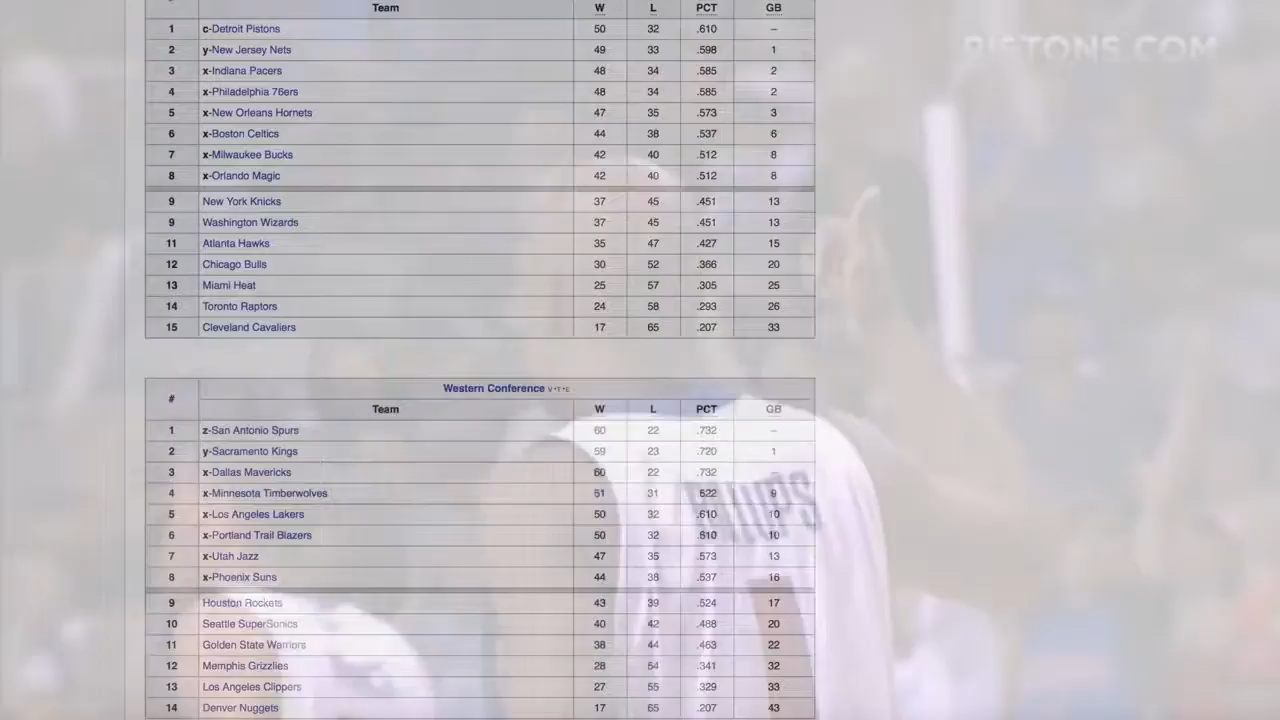 Team W L PCT GB
1 c-Detroit Pistons 50 32 .610 –
2 y-New Jersey Nets 49 33 .598 1
3 x-Indiana Pacers 48 34 .585 2
4 x-Philadelphia 76ers 48 34 .585 2
5 x-New Orleans Hornets 47 35 .573 3
6 x-Boston Celtics 44 38 .537 6
7 x-Milwaukee Bucks 42 40 .512 8
8 x-Orlando Magic 42 40 .512 8
9 New York Knicks 37 45 .451 13
9 Washington Wizards 37 45 .451 13
11 Atlanta Hawks 35 47 .427 15
12 Chicago Bulls 30 52 .366 20
13 Miami Heat 25 57 .305 25
14 Toronto Raptors 24 58 .293 26
15 Cleveland Cavaliers 17 65 .207 33
PISTONS.COM
Western Conference V·T·E
# Team W L PCT GB
1 z-San Antonio Spurs 60 22 .732 –
2 y-Sacramento Kings 59 23 .720 1
3 x-Dallas Mavericks 60 22 .732 –
4 x-Minnesota Timberwolves 51 31 .622 9
5 x-Los Angeles Lakers 50 32 .610 10
6 x-Portland Trail Blazers 50 32 .610 10
7 x-Utah Jazz 47 35 .573 13
8 x-Phoenix Suns 44 38 .537 16
9 Houston Rockets 43 39 .524 17
10 Seattle SuperSonics 40 42 .488 20
11 Golden State Warriors 38 44 .463 22
12 Memphis Grizzlies 28 54 .341 32
13 Los Angeles Clippers 27 55 .329 33
14 Denver Nuggets 17 65 .207 43